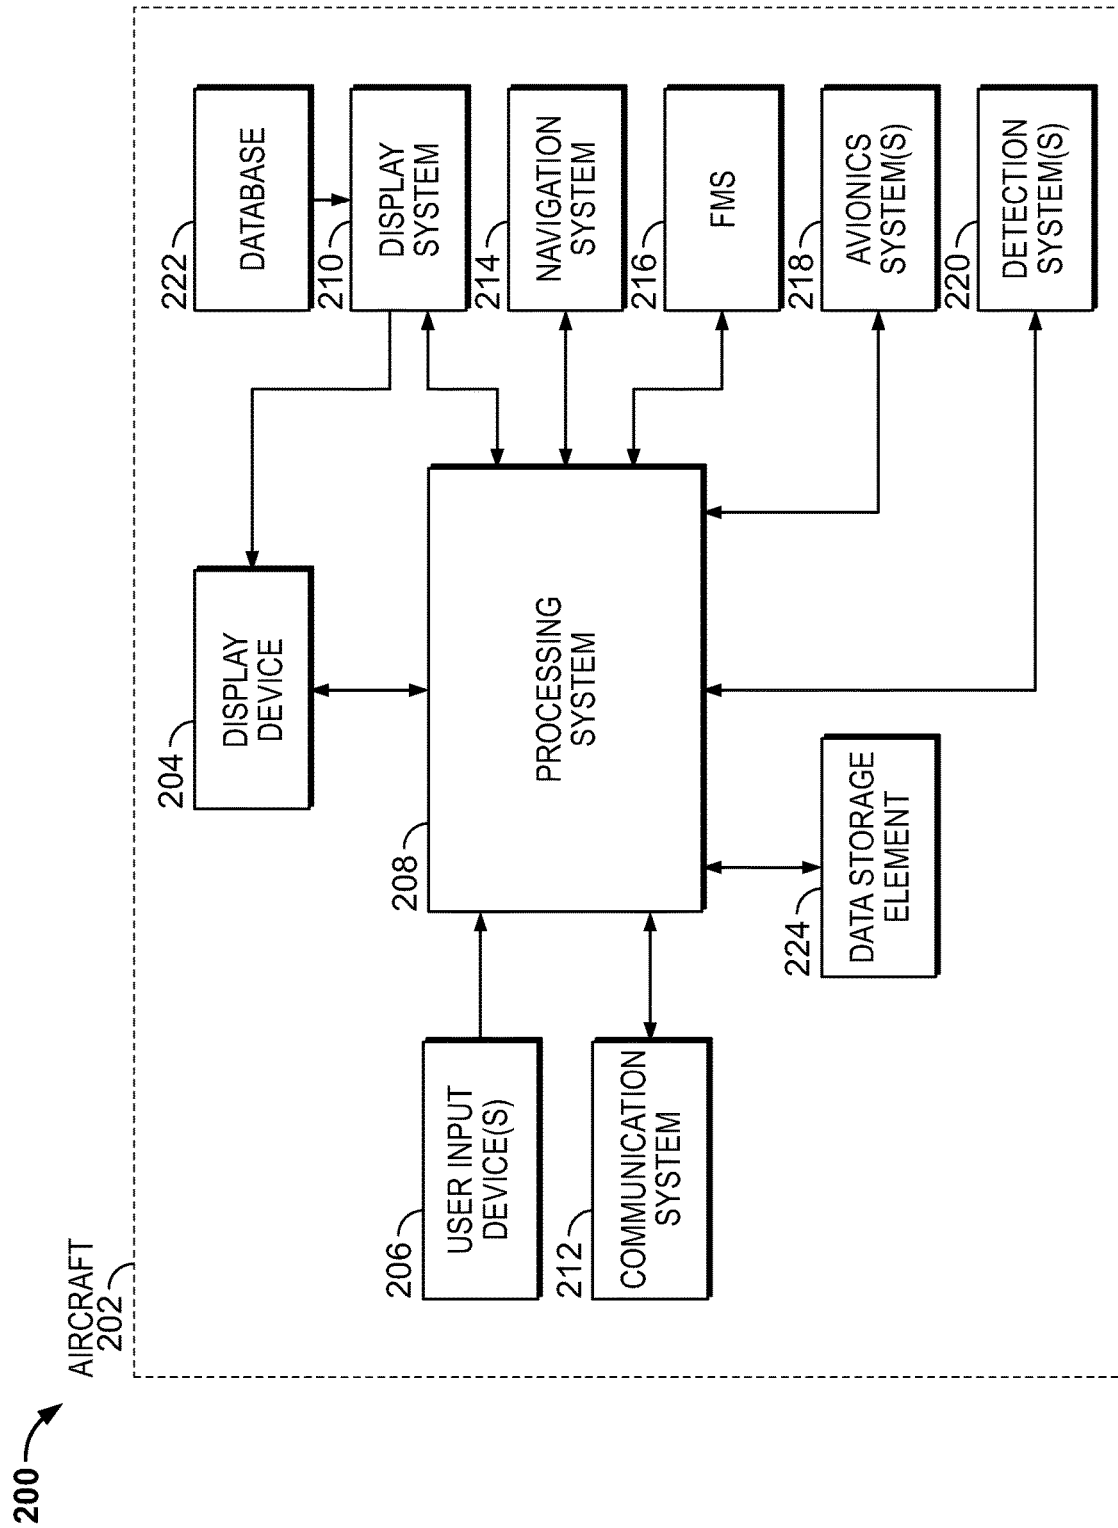 200
AIRCRAFT
202
222
DATABASE
204
DISPLAY
DEVICE
210
DISPLAY
SYSTEM
206
USER INPUT
DEVICE(S)
208
PROCESSING
SYSTEM
214
NAVIGATION
SYSTEM
212
COMMUNICATION
SYSTEM
216
FMS
224
DATA STORAGE
ELEMENT
218
AVIONICS
SYSTEM(S)
220
DETECTION
SYSTEM(S)